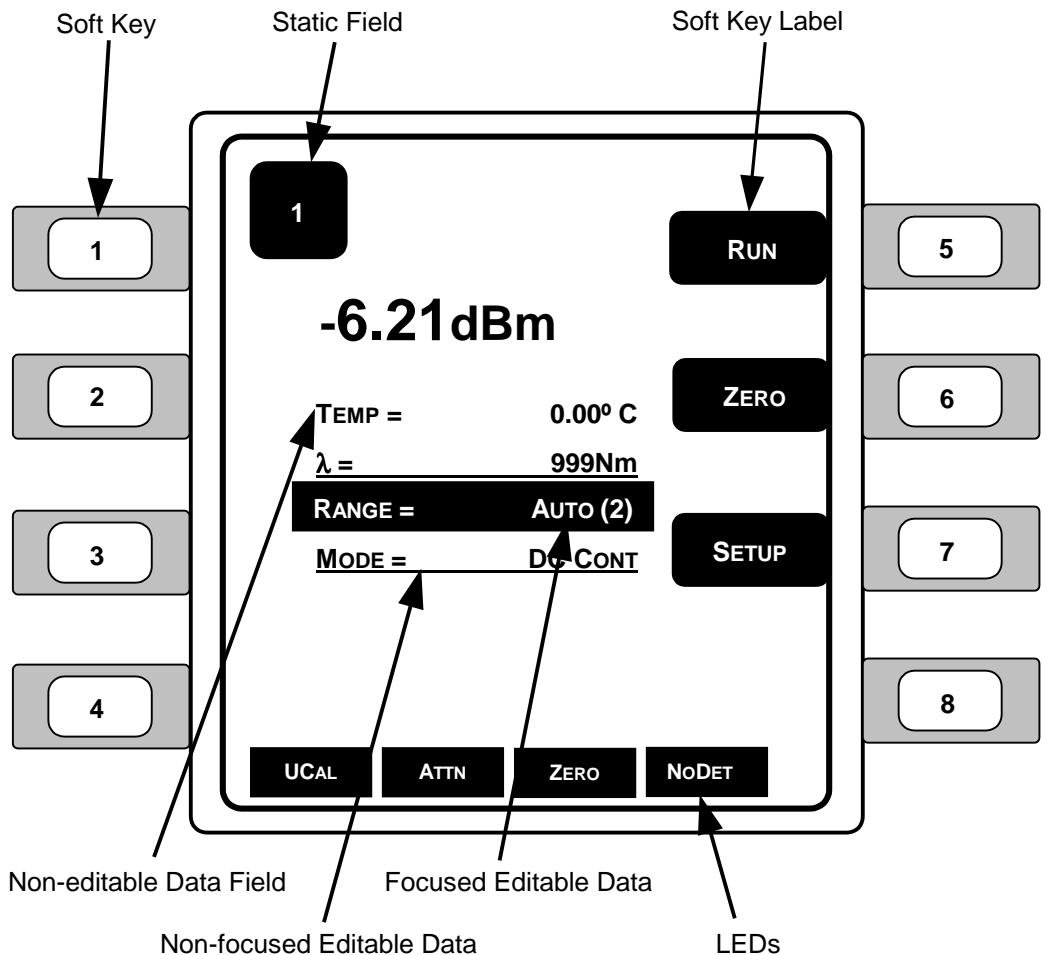 Soft Key
Static Field
Soft Key Label
1
1
RUN
5
-6.21dBm
2
TEMP = 0.00º C
ZERO
6
λ = 999Nm
RANGE = AUTO (2)
3
MODE = DC CONT
SETUP
7
4
8
UCAL
ATTN
ZERO
NODET
Non-editable Data Field
Focused Editable Data
Non-focused Editable Data
LEDs